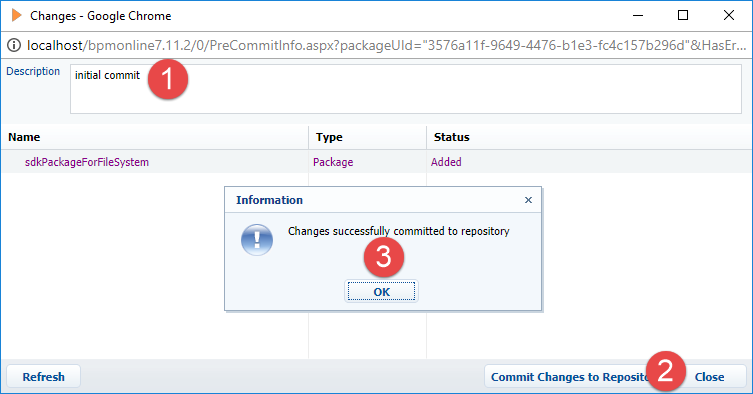 Changes - Google Chrome
localhost/bpmonline7.11.2/0/PreCommitInfo.aspx?packageUId="3576a11f-9649-4476-b1e3-fc4c157b296d"&HasEr...
Description
initial commit
1
Name Type Status
sdkPackageForFileSystem Package Added
Information
Changes successfully committed to repository
3
OK
Refresh Commit Changes to Reposito 2 Close